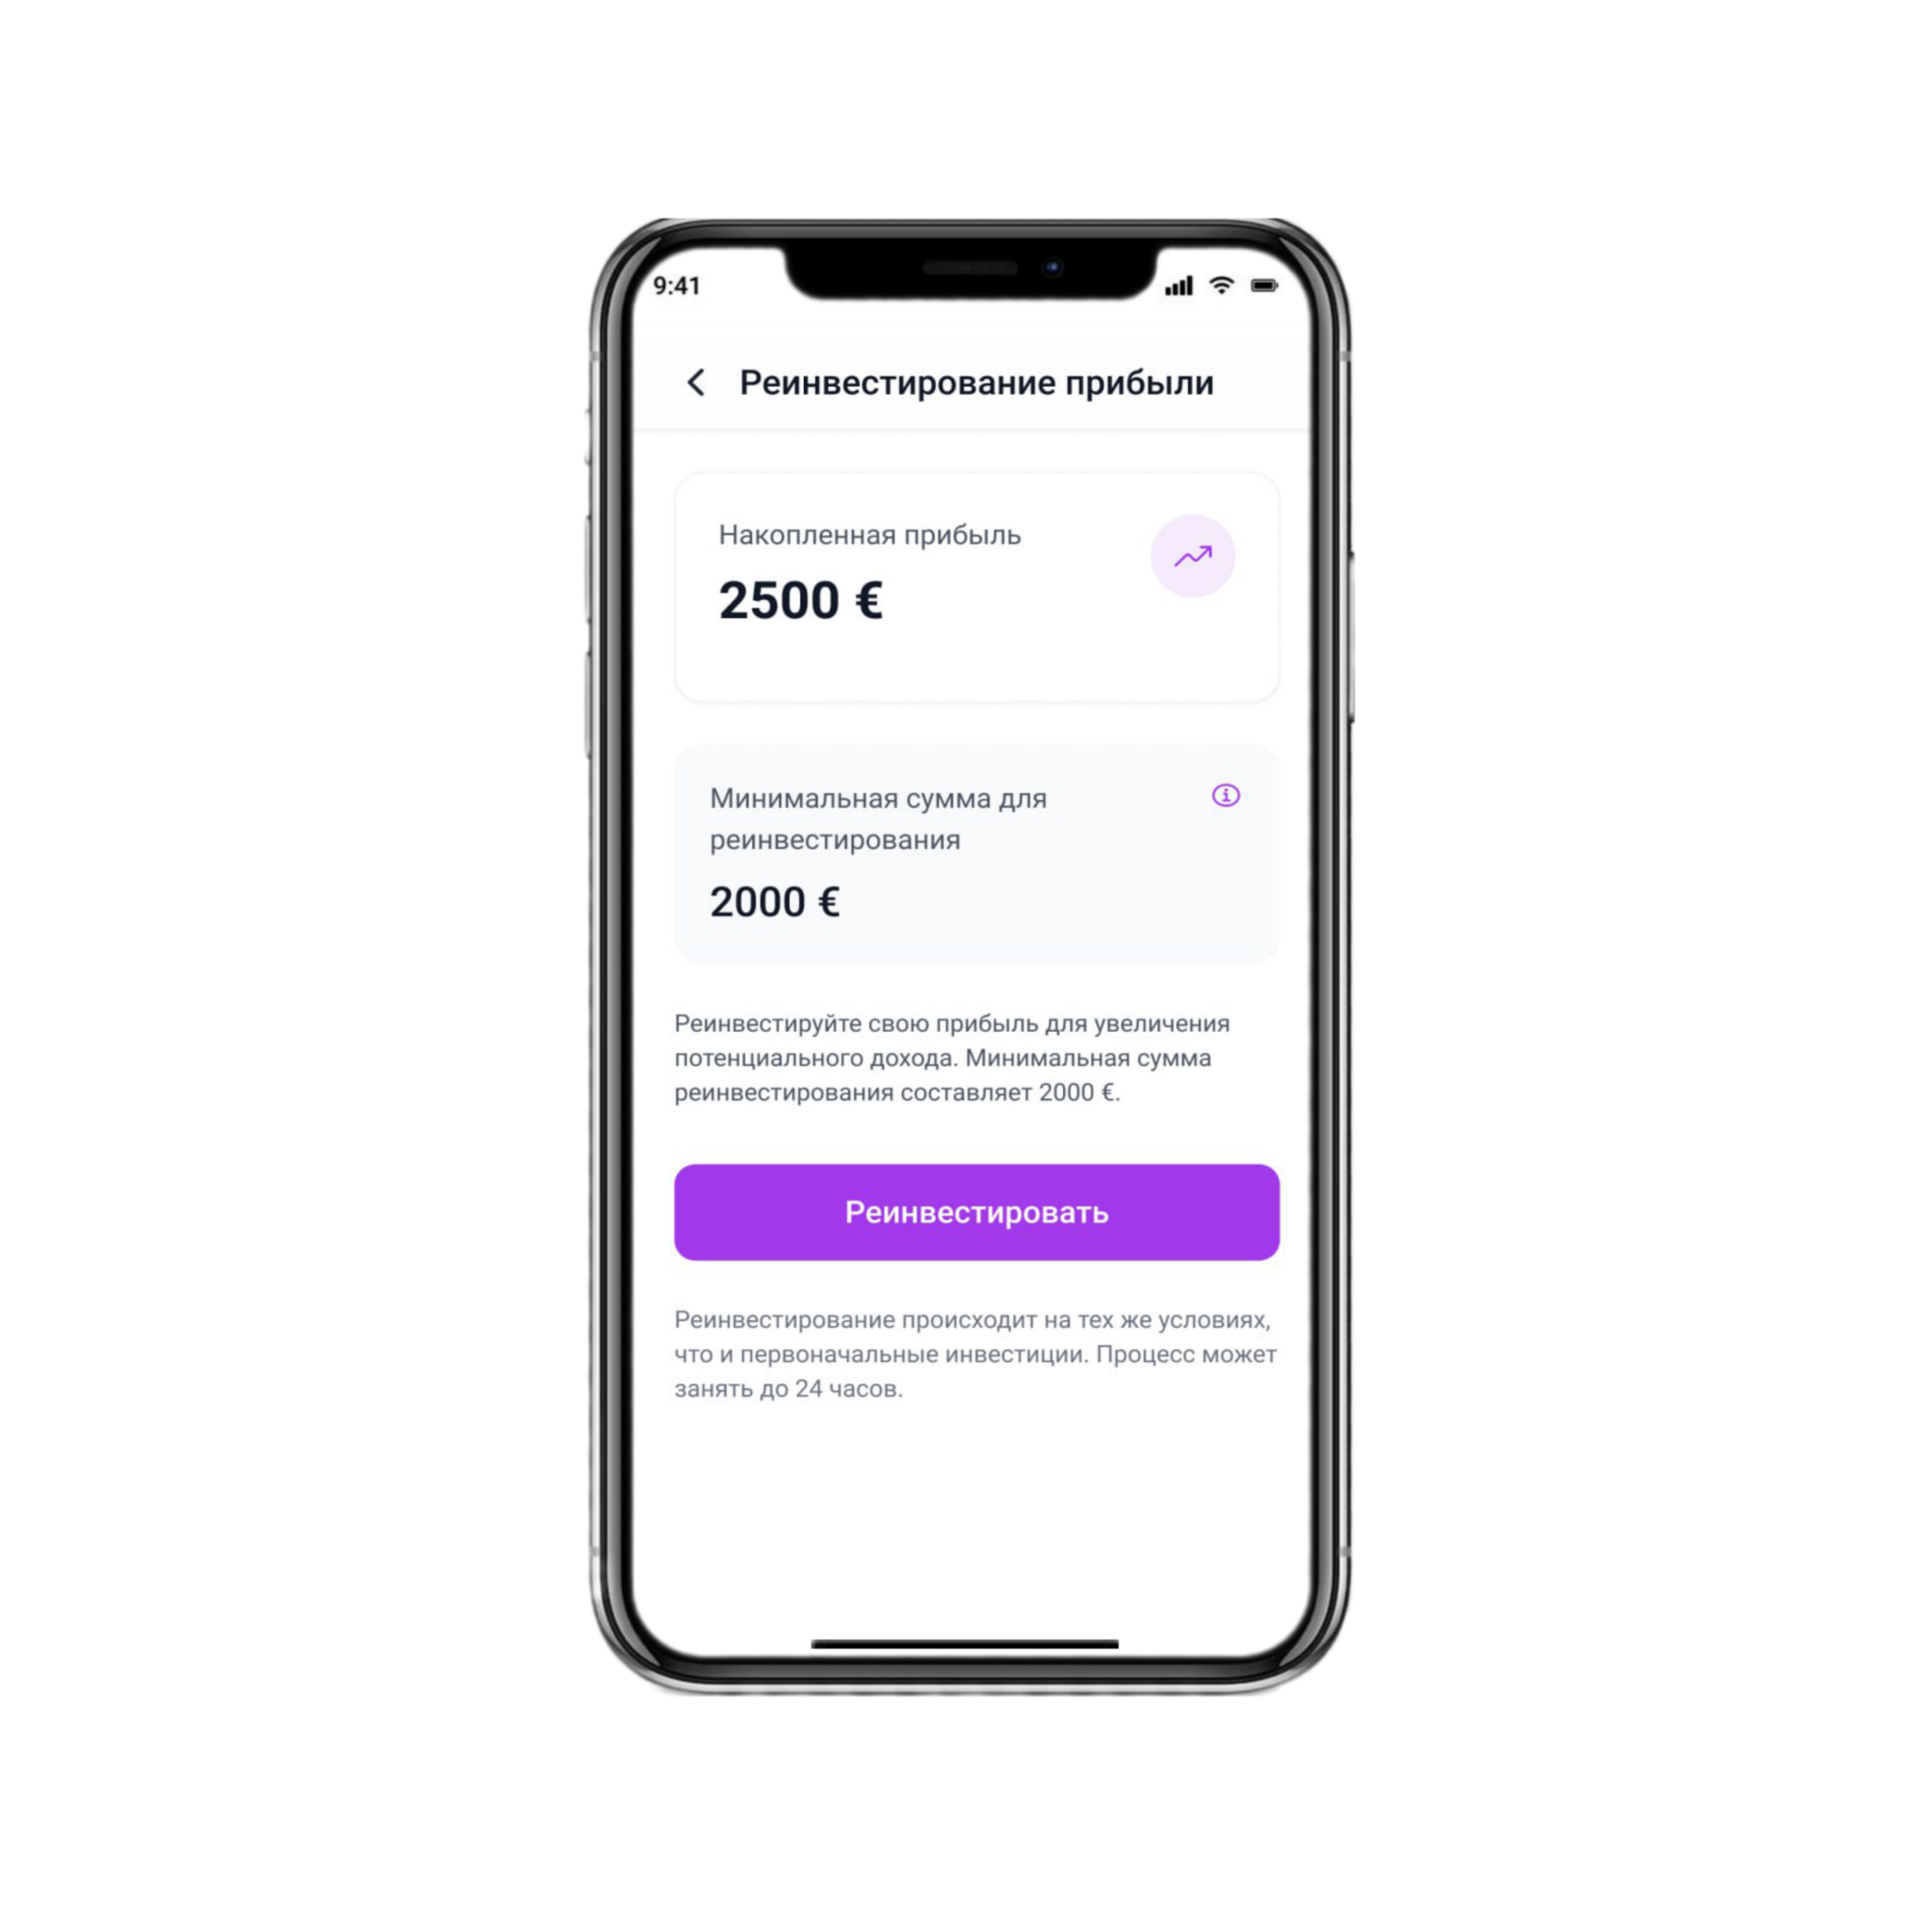 9:41
Реинвестирование прибыли
Накопленная прибыль
2500 €
Минимальная сумма для
реинвестирования
2000 €
Реинвестируйте свою прибыль для увеличения
потенциального дохода. Минимальная сумма
реинвестирования составляет 2000 €.
Реинвестировать
Реинвестирование происходит на тех же условиях,
что и первоначальные инвестиции. Процесс может
занять до 24 часов.